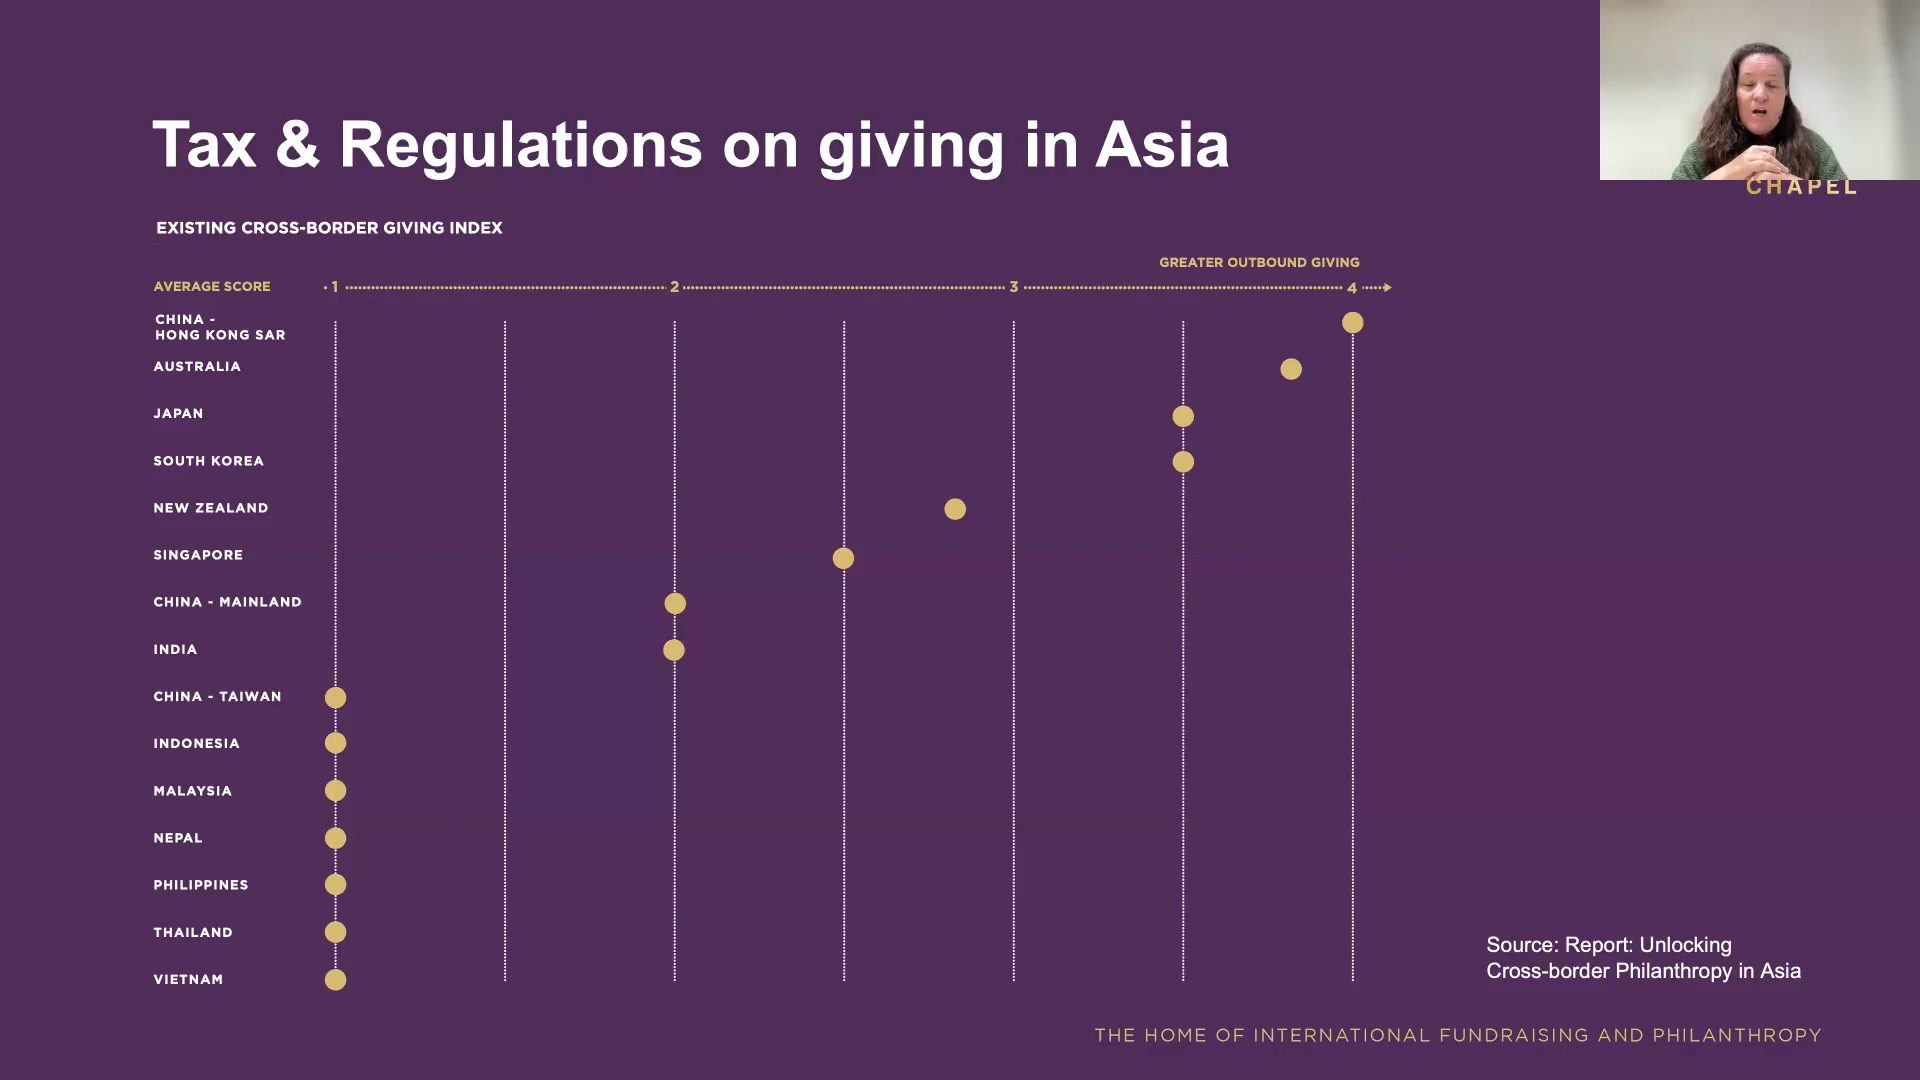 CHAPEL
Tax & Regulations on giving in Asia
EXISTING CROSS-BORDER GIVING INDEX
GREATER OUTBOUND GIVING
AVERAGE SCORE 1 2 3 4
CHINA -
HONG KONG SAR
AUSTRALIA
JAPAN
SOUTH KOREA
NEW ZEALAND
SINGAPORE
CHINA - MAINLAND
INDIA
CHINA - TAIWAN
INDONESIA
MALAYSIA
NEPAL
PHILIPPINES
THAILAND
VIETNAM
Source: Report: Unlocking
Cross-border Philanthropy in Asia
THE HOME OF INTERNATIONAL FUNDRAISING AND PHILANTHROPY